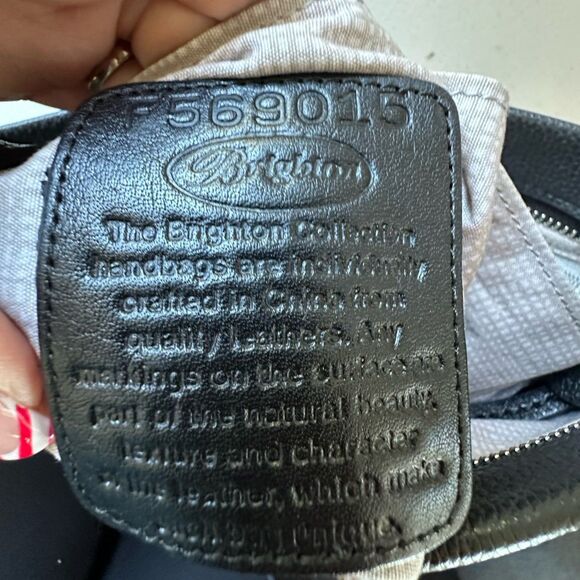 F569015
Brighton
The Brighton Collection
handbags are individually
crafted in China from
quality leathers. Any
markings on the surface are
part of the natural beauty,
texture and character
of the leather, which make
each bag unique.